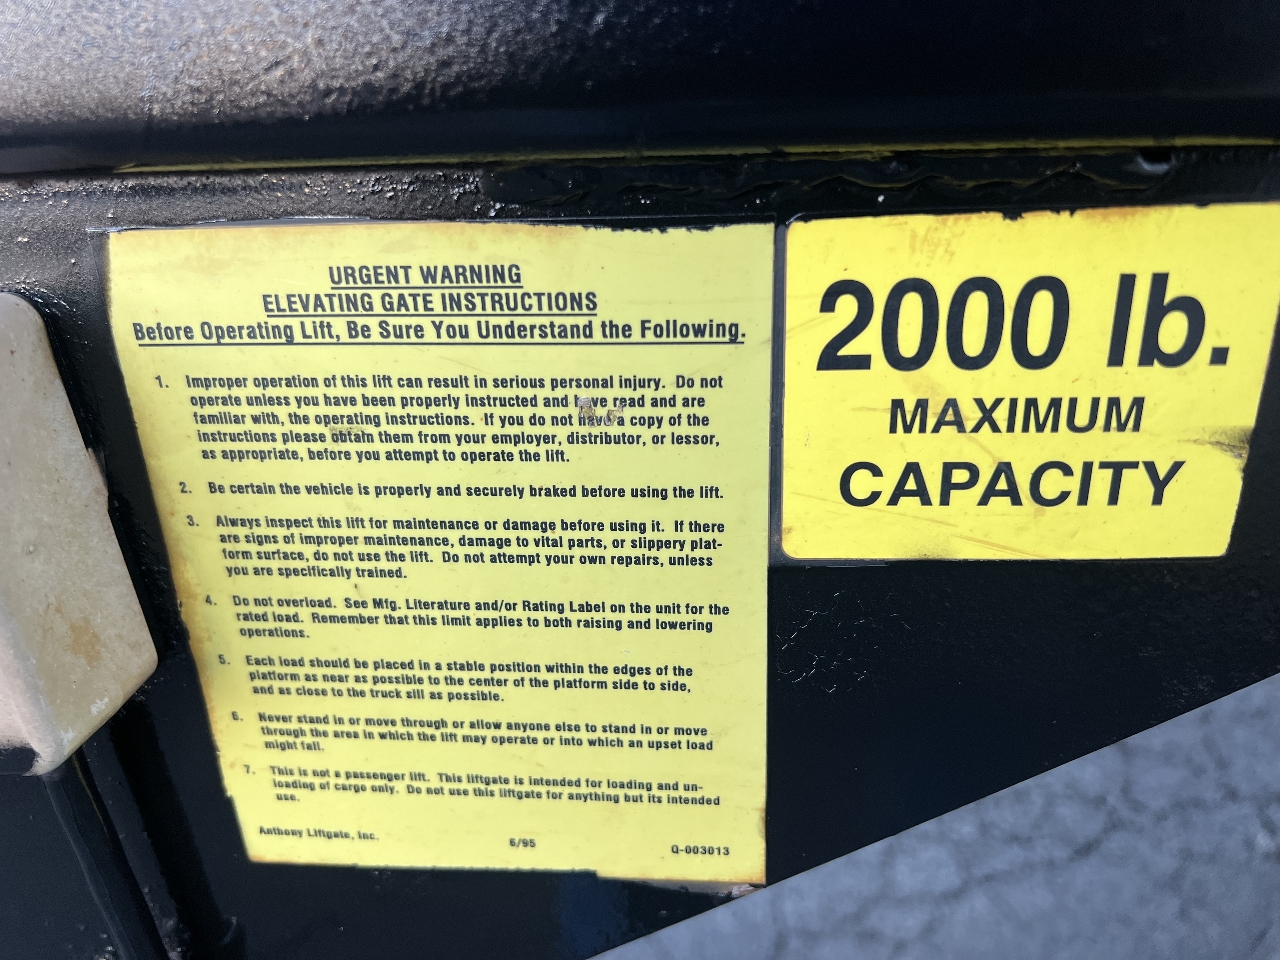 URGENT WARNING
ELEVATING GATE INSTRUCTIONS
Before Operating Lift, Be Sure You Understand the Following.
1. Improper operation of this lift can result in serious personal injury. Do not
operate unless you have been properly instructed and have read and are
familiar with, the operating instructions. If you do not have a copy of the
instructions please obtain them from your employer, distributor, or lessor,
as appropriate, before you attempt to operate the lift.
2. Be certain the vehicle is properly and securely braked before using the lift.
3. Always inspect this lift for maintenance or damage before using it. If there
are signs of improper maintenance, damage to vital parts, or slippery plat-
form surface, do not use the lift. Do not attempt your own repairs, unless
you are specifically trained.
4. Do not overload. See Mfg. Literature and/or Rating Label on the unit for the
rated load. Remember that this limit applies to both raising and lowering
operations.
5. Each load should be placed in a stable position within the edges of the
platform as near as possible to the center of the platform side to side,
and as close to the truck sill as possible.
6. Never stand in or move through or allow anyone else to stand in or move
through the area in which the lift may operate or into which an upset load
might fall.
7. This is not a passenger lift. This liftgate is intended for loading and un-
loading of cargo only. Do not use this liftgate for anything but its intended
use.
Anthony Liftgate, Inc. 6/95 Q-003013
2000 lb.
MAXIMUM
CAPACITY